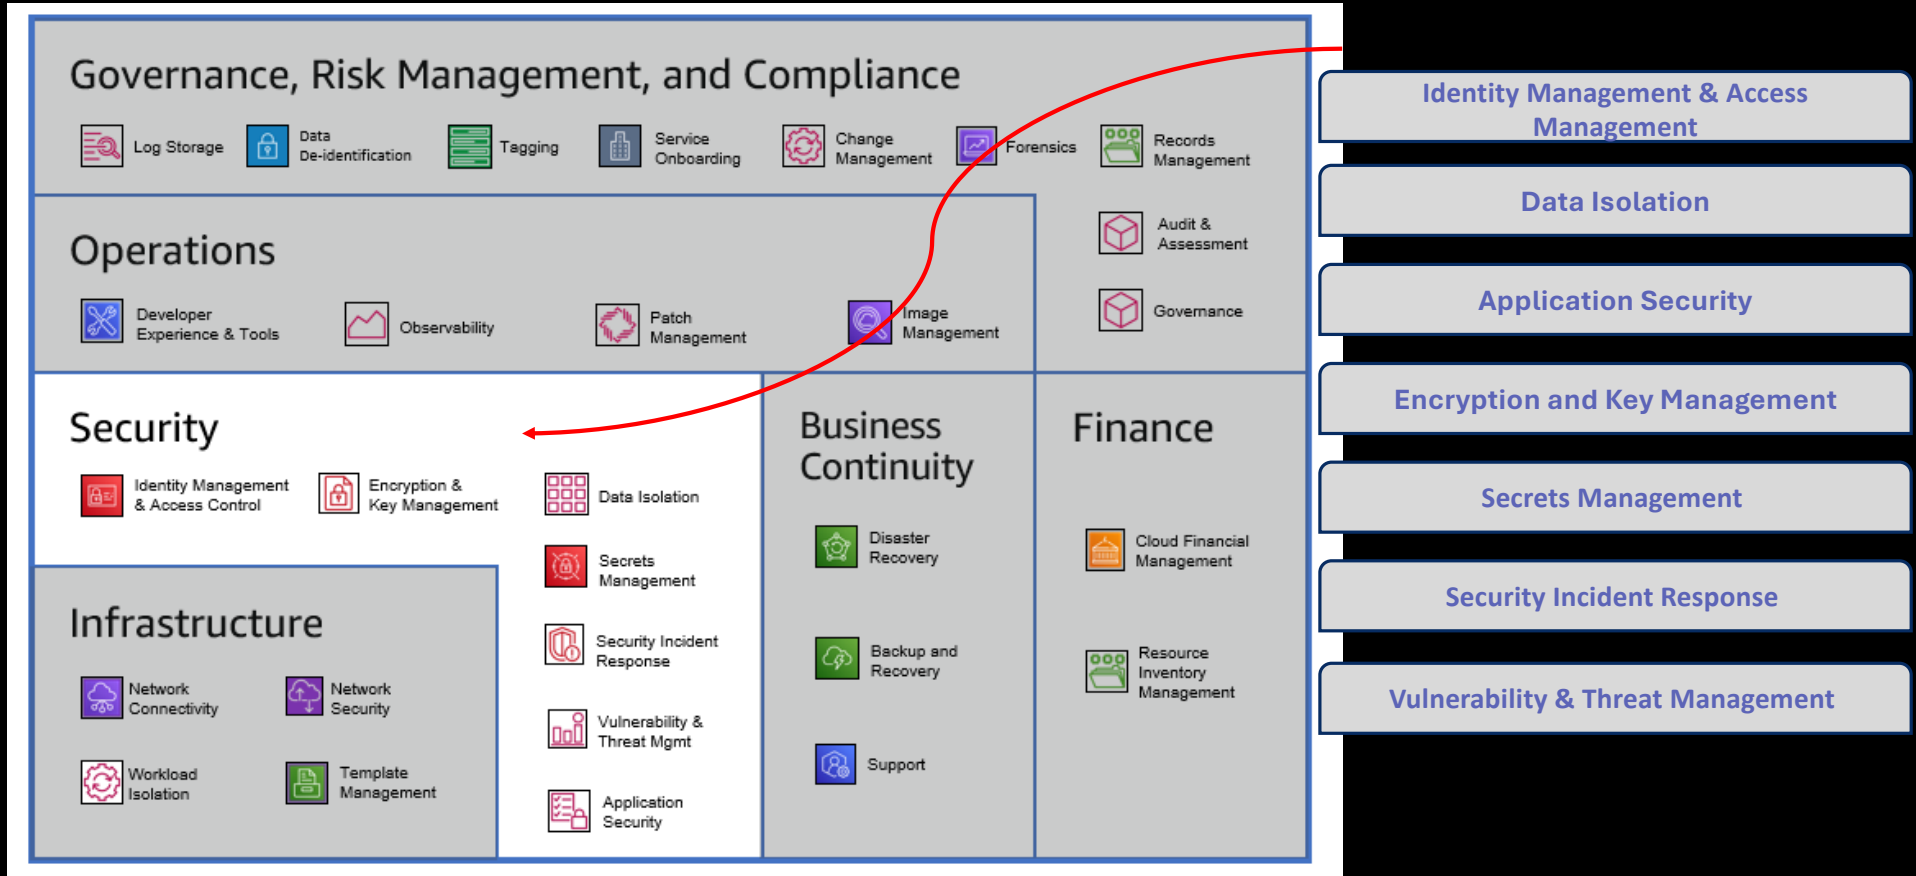 Governance, Risk Management, and Compliance
Log Storage
Data
De-identification
Tagging
Service
Onboarding
Change
Management
Forensics
Records
Management
Audit &
Assessment
Governance
Operations
Developer
Experience & Tools
Observability
Patch
Management
Image
Management
Security
Identity Management
& Access Control
Encryption &
Key Management
Data Isolation
Secrets
Management
Security Incident
Response
Vulnerability &
Threat Mgmt
Application
Security
Infrastructure
Network
Connectivity
Network
Security
Workload
Isolation
Template
Management
Business
Continuity
Disaster
Recovery
Backup and
Recovery
Support
Finance
Cloud Financial
Management
Resource
Inventory
Management
Identity Management & Access
Management
Data Isolation
Application Security
Encryption and Key Management
Secrets Management
Security Incident Response
Vulnerability & Threat Management